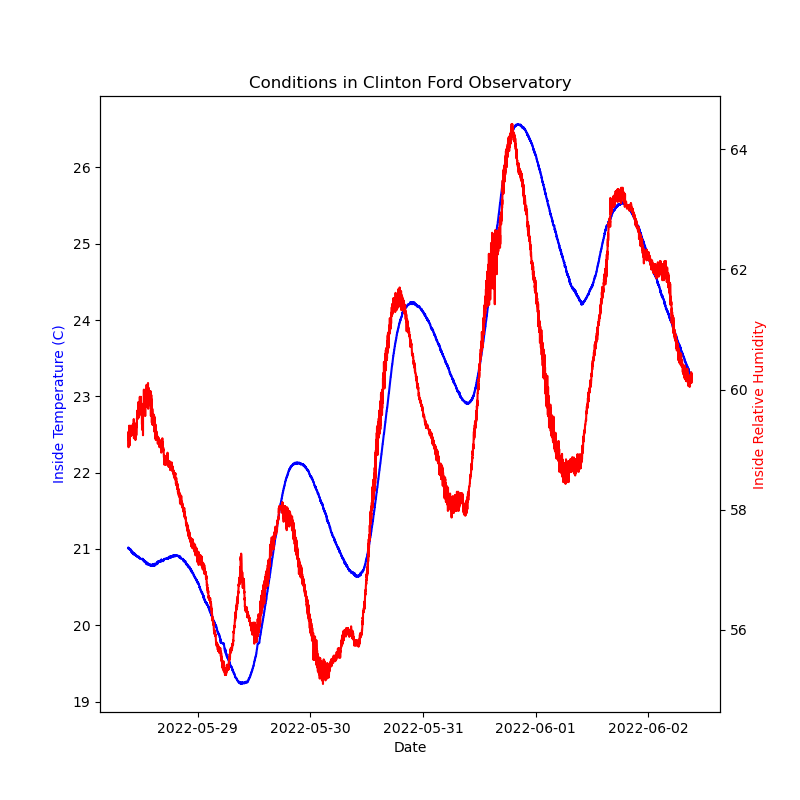 Conditions in Clinton Ford Observatory
26
25
24
23
22
21
20
19
Inside Temperature (C)
64
62
60
58
56
Inside Relative Humidity
2022-05-29 2022-05-30 2022-05-31 2022-06-01 2022-06-02
Date